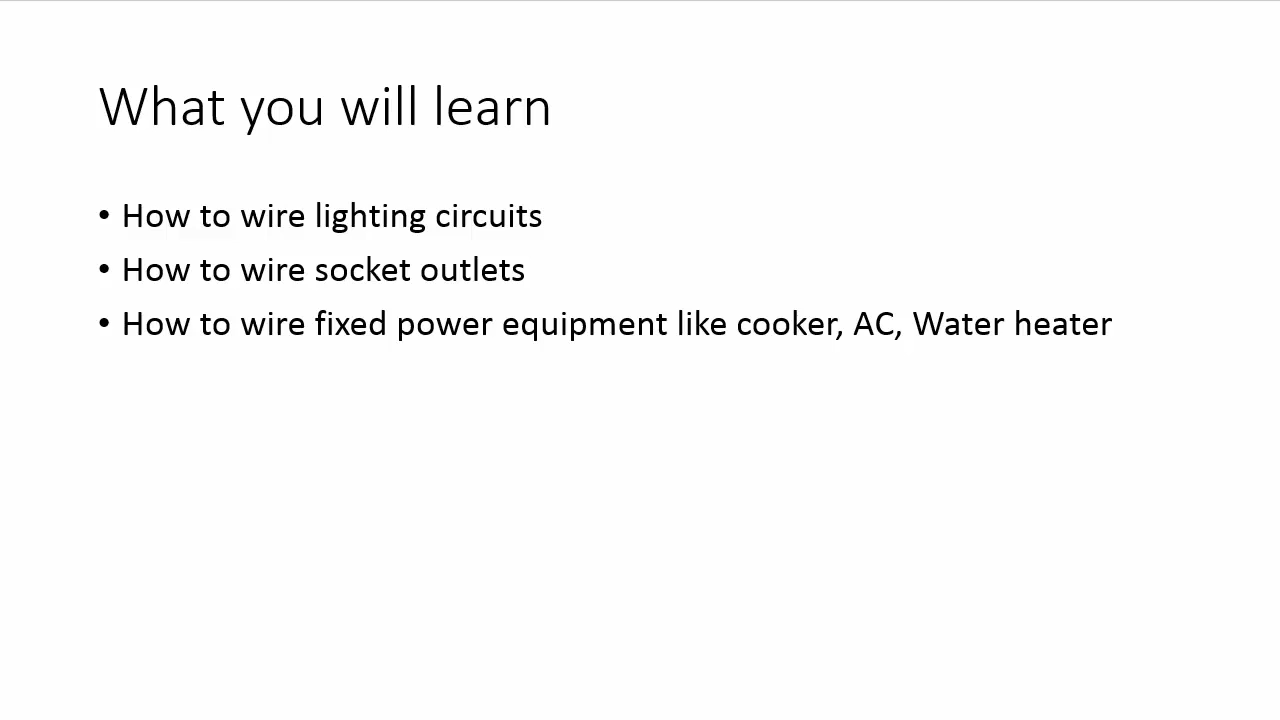 What you will learn
• How to wire lighting circuits
• How to wire socket outlets
• How to wire fixed power equipment like cooker, AC, Water heater